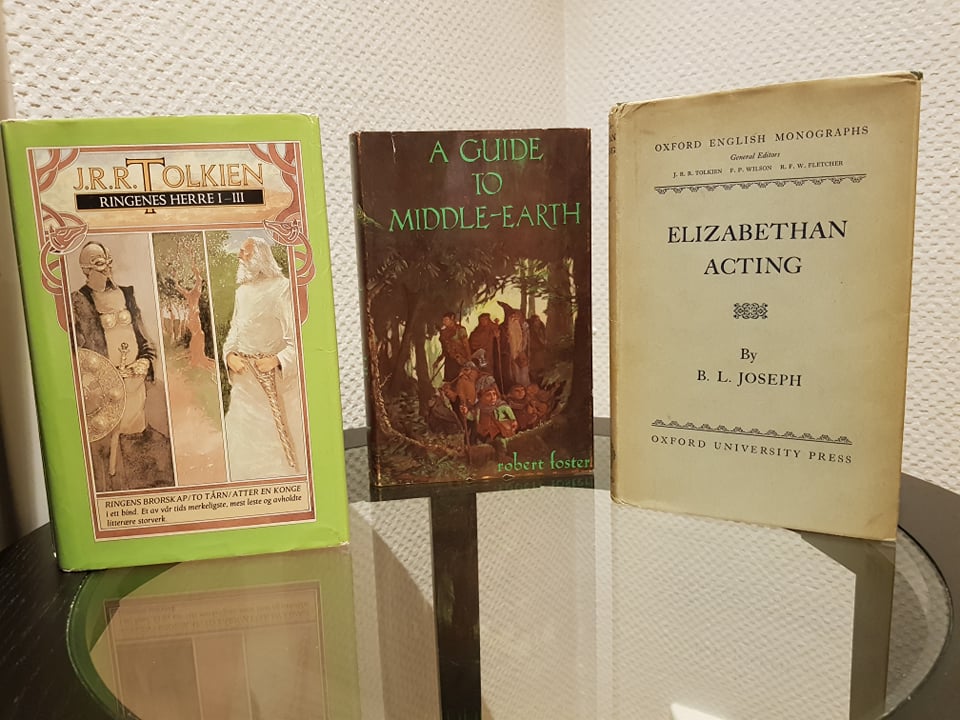 J.R.R. TOLKIEN
RINGENES HERRE I–III
RINGENS BRORSKAP/TO TÅRN/ATTER EN KONGE
i ett bind. Et av vår tids merkeligste, mest leste og avholdte
litterære storverk.
A GUIDE
TO
MIDDLE-EARTH
robert foster
OXFORD ENGLISH MONOGRAPHS
General Editors
J. R. R. TOLKIEN F. P. WILSON R. F. W. FLETCHER
ELIZABETHAN
ACTING
By
B. L. JOSEPH
OXFORD UNIVERSITY PRESS